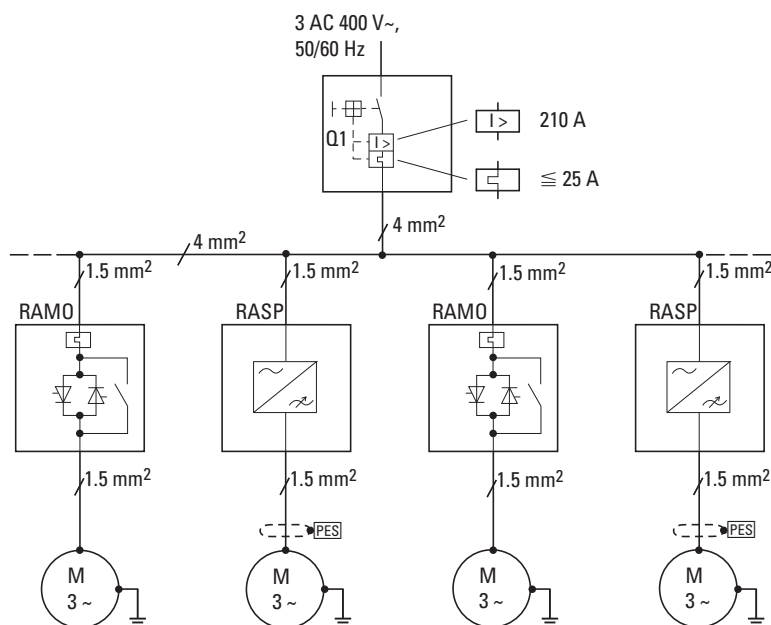 3 AC 400 V~,
50/60 Hz
Q1
I >
I >
210 A
≦ 25 A
4 mm²
4 mm²
1.5 mm²
1.5 mm²
1.5 mm²
1.5 mm²
RAMO
RASP
RAMO
RASP
1.5 mm²
1.5 mm²
1.5 mm²
1.5 mm²
PES
PES
M
3 ~
M
3 ~
M
3 ~
M
3 ~